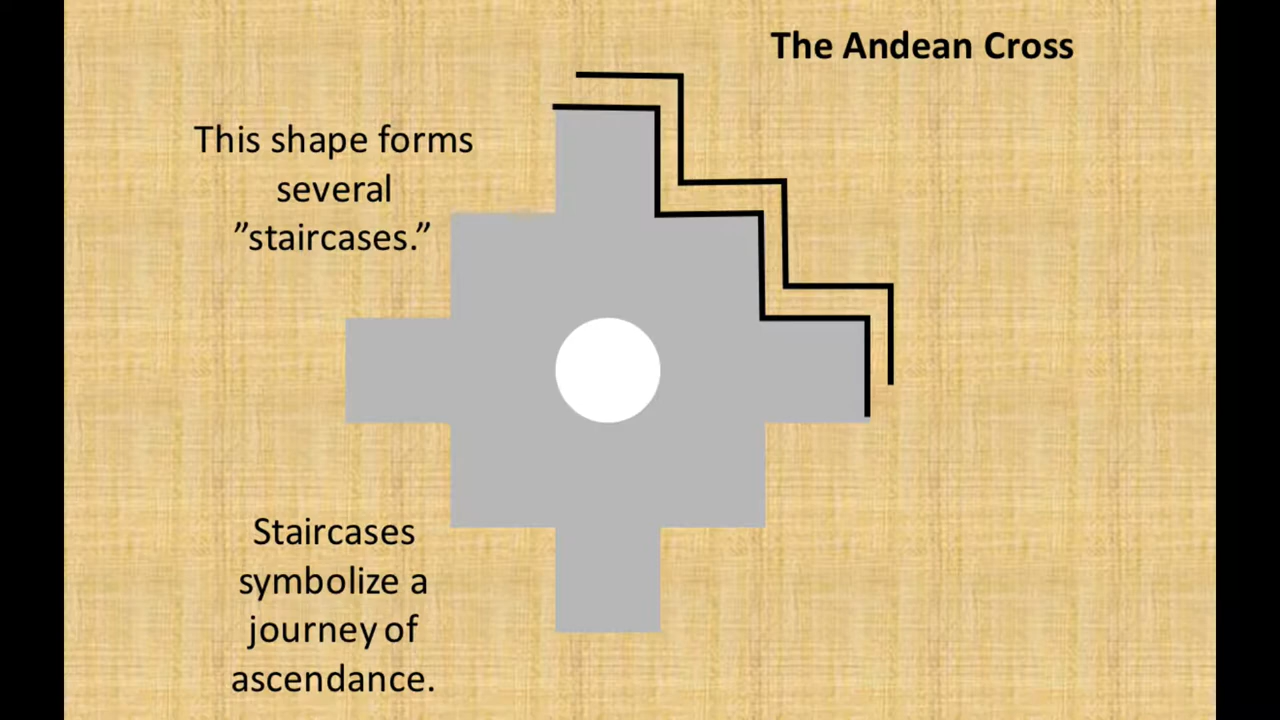 The Andean Cross
This shape forms
several
”staircases.”
Staircases
symbolize a
journey of
ascendance.